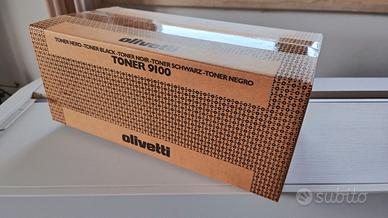 olivetti
TONER NERO-TONER BLACK-TONER NOIR-TONER SCHWARZ-TONER NEGRO
TONER 9100
olivetti
subito